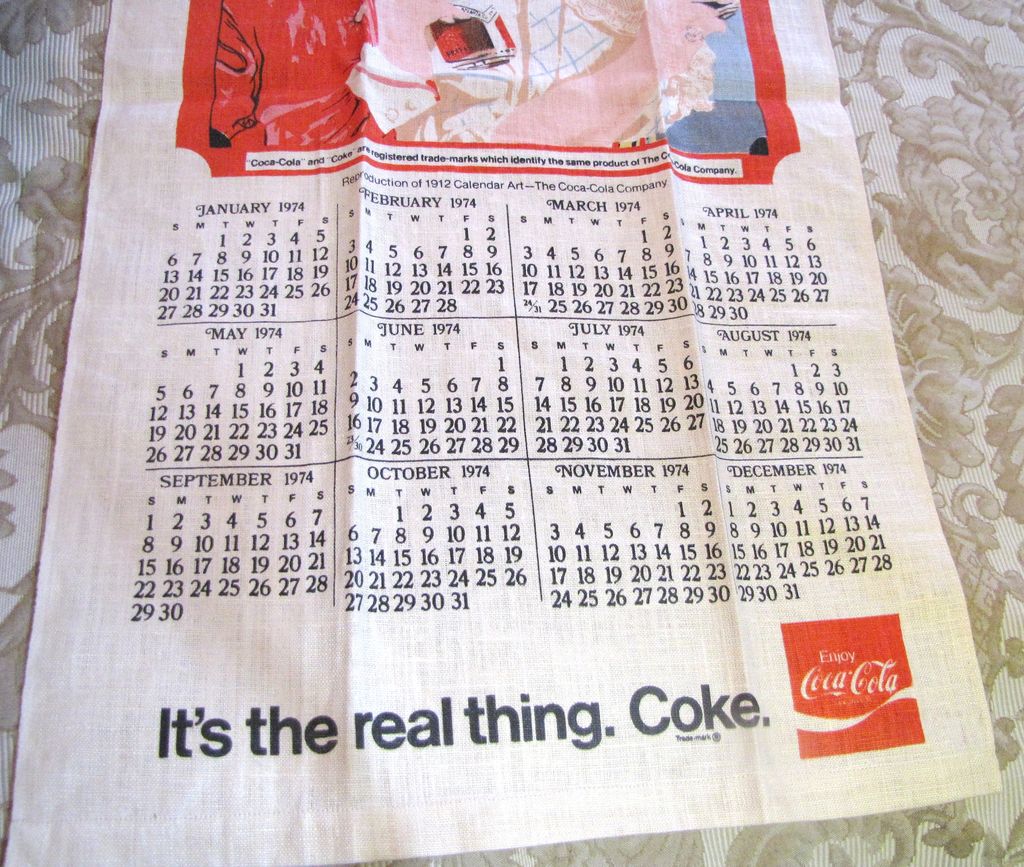 "Coca-Cola" and "Coke" are registered trade-marks which identify the same product of The Coca-Cola Company.
Reproduction of 1912 Calendar Art—The Coca-Cola Company
JANUARY 1974
S M T W T F S
1 2 3 4 5
6 7 8 9 10 11 12
13 14 15 16 17 18 19
20 21 22 23 24 25 26
27 28 29 30 31
FEBRUARY 1974
S M T W T F S
1 2
3 4 5 6 7 8 9
10 11 12 13 14 15 16
17 18 19 20 21 22 23
24 25 26 27 28
MARCH 1974
S M T W T F S
1 2
3 4 5 6 7 8 9
10 11 12 13 14 15 16
17 18 19 20 21 22 23
24/31 25 26 27 28 29 30
APRIL 1974
S M T W T F S
1 2 3 4 5 6
7 8 9 10 11 12 13
14 15 16 17 18 19 20
21 22 23 24 25 26 27
28 29 30
MAY 1974
S M T W T F S
1 2 3 4
5 6 7 8 9 10 11
12 13 14 15 16 17 18
19 20 21 22 23 24 25
26 27 28 29 30 31
JUNE 1974
S M T W T F S
1
2 3 4 5 6 7 8
9 10 11 12 13 14 15
16 17 18 19 20 21 22
23/30 24 25 26 27 28 29
JULY 1974
S M T W T F S
1 2 3 4 5 6
7 8 9 10 11 12 13
14 15 16 17 18 19 20
21 22 23 24 25 26 27
28 29 30 31
AUGUST 1974
S M T W T F S
1 2 3
4 5 6 7 8 9 10
11 12 13 14 15 16 17
18 19 20 21 22 23 24
25 26 27 28 29 30 31
SEPTEMBER 1974
S M T W T F S
1 2 3 4 5 6 7
8 9 10 11 12 13 14
15 16 17 18 19 20 21
22 23 24 25 26 27 28
29 30
OCTOBER 1974
S M T W T F S
1 2 3 4 5
6 7 8 9 10 11 12
13 14 15 16 17 18 19
20 21 22 23 24 25 26
27 28 29 30 31
NOVEMBER 1974
S M T W T F S
1 2
3 4 5 6 7 8 9
10 11 12 13 14 15 16
17 18 19 20 21 22 23
24 25 26 27 28 29 30
DECEMBER 1974
S M T W T F S
1 2 3 4 5 6 7
8 9 10 11 12 13 14
15 16 17 18 19 20 21
22 23 24 25 26 27 28
29 30 31
Enjoy
Coca-Cola
It's the real thing. Coke.
Trade-mark ®